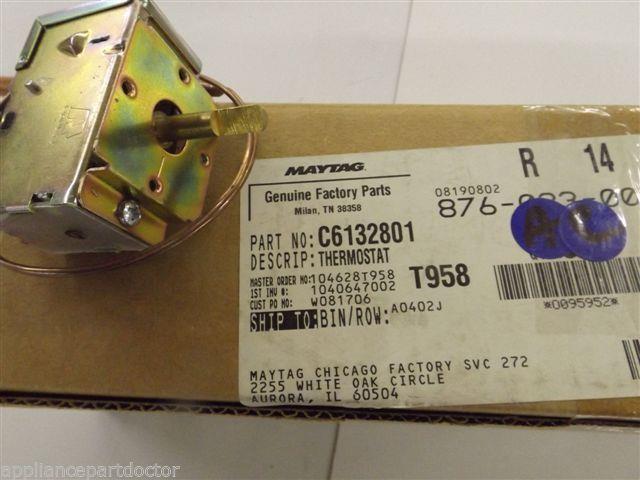 MAYTAG
Genuine Factory Parts
Milan, TN 38358
R 14
08190802
PART NO: C6132801
DESCRIP: THERMOSTAT
MASTER ORDER NO: 104628T958
1ST INV #: 1040647002
T958
CUST PO NO: W081706
SHIP TO: BIN/ROW: A0402J
*0095952*
MAYTAG CHICAGO FACTORY SVC 272
2255 WHITE OAK CIRCLE
AURORA, IL 60504
appliancepartdoctor